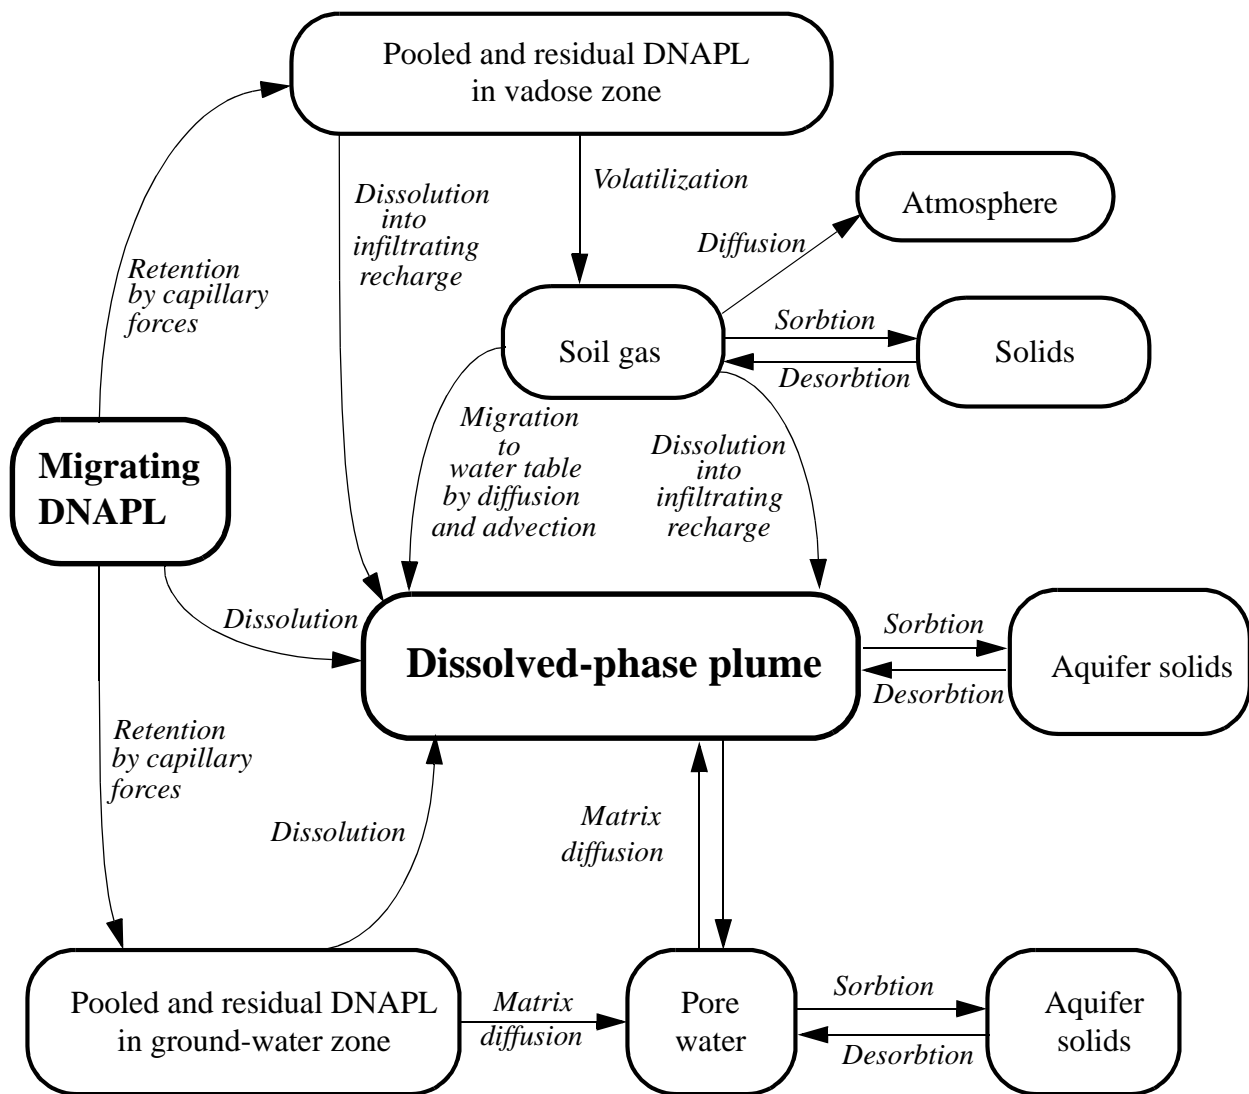 Pooled and residual DNAPL
in vadose zone
Volatilization
Dissolution
into
infiltrating
recharge
Atmosphere
Diffusion
Retention
by capillary
forces
Soil gas
Sorbtion
Desorbtion
Solids
Migration
to
water table
by diffusion
and advection
Dissolution
into
infiltrating
recharge
Migrating
DNAPL
Dissolution
Dissolved-phase plume
Sorbtion
Desorbtion
Aquifer solids
Retention
by capillary
forces
Dissolution
Matrix
diffusion
Pooled and residual DNAPL
in ground-water zone
Matrix
diffusion
Pore
water
Sorbtion
Desorbtion
Aquifer
solids